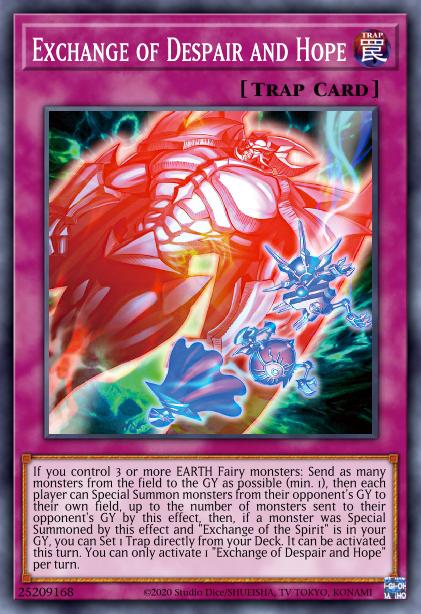 EXCHANGE OF DESPAIR AND HOPE
TRAP
罠
[TRAP CARD]
If you control 3 or more EARTH Fairy monsters: Send as many
monsters from the field to the GY as possible (min. 1), then each
player can Special Summon monsters from their opponent's GY to
their own field, up to the number of monsters sent to their
opponent's GY by this effect, then, if a monster was Special
Summoned by this effect and "Exchange of the Spirit" is in your
GY, you can Set 1 Trap directly from your Deck. It can be activated
this turn. You can only activate 1 "Exchange of Despair and Hope"
per turn.
25209168
©2020 Studio Dice/SHUEISHA, TV TOKYO, KONAMI